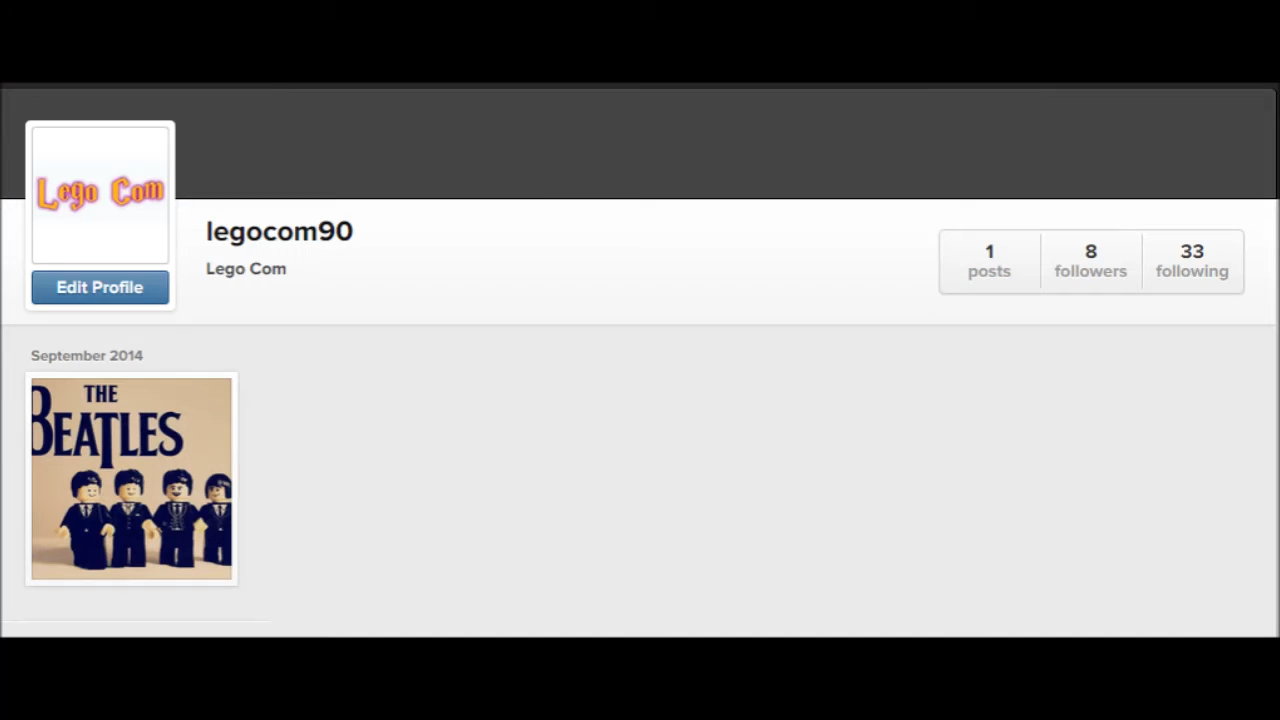 Lego Com
Edit Profile
legocom90
Lego Com
1
posts
8
followers
33
following
September 2014
THE
BEATLES